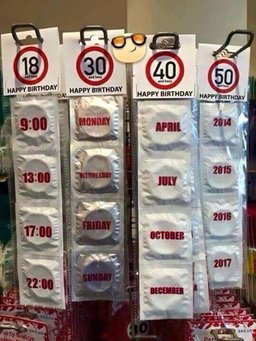 18
HAPPY BIRTHDAY
9:00
13:00
17:00
22:00
30
HAPPY BIRTHDAY
MONDAY
WEDNESDAY
FRIDAY
SUNDAY
40
HAPPY BIRTHDAY
APRIL
JULY
OCTOBER
DECEMBER
50
HAPPY BIRTHDAY
2014
2015
2016
2017